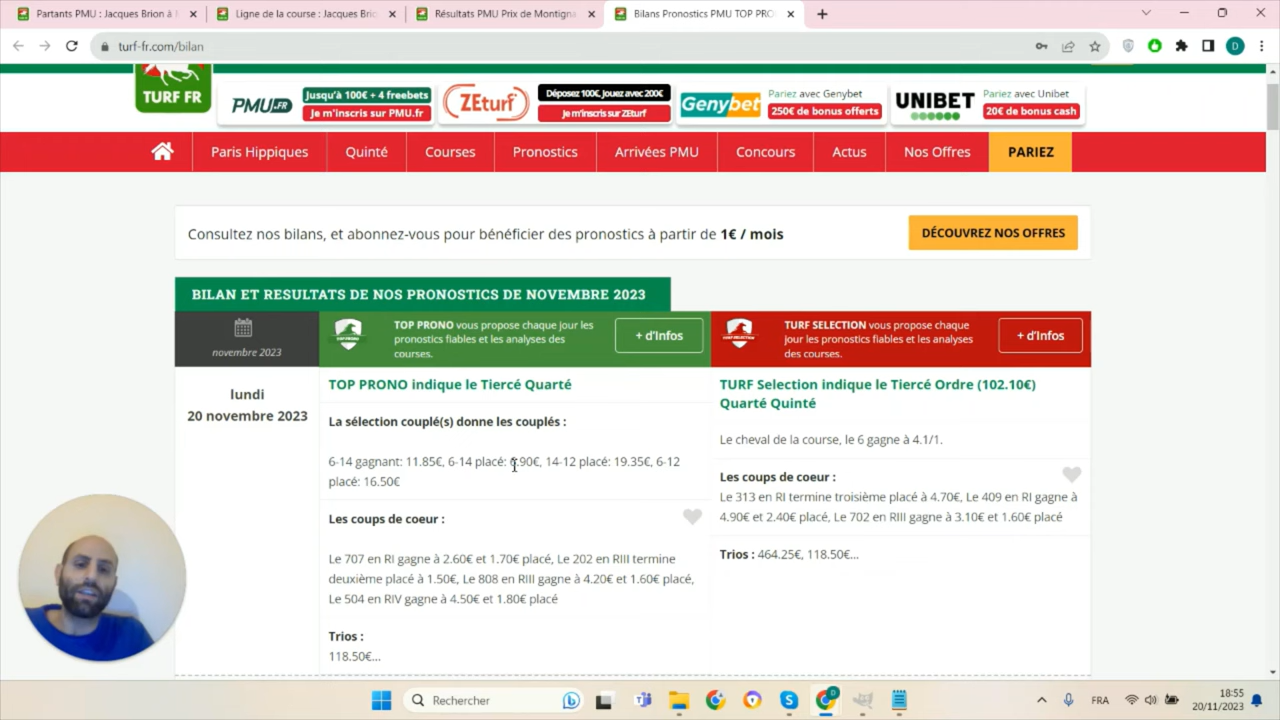 Partants PMU : Jacques Brion à
Ligne de la course : Jacques Bri
Résultats PMU Prix de Montign
Bilans Pronostics PMU TOP PRO
turf-fr.com/bilan
D
TURF FR
PMU.FR
Jusqu'à 100€ + 4 freebets
Je m'inscris sur PMU.fr
ZEturf
Déposez 100€, Jouez avec 200€
Je m'inscris sur ZEturf
Genybet
Pariez avec Genybet
250€ de bonus offerts
UNIBET
Pariez avec Unibet
20€ de bonus cash
Paris Hippiques
Quinté
Courses
Pronostics
Arrivées PMU
Concours
Actus
Nos Offres
PARIEZ
Consultez nos bilans, et abonnez-vous pour bénéficier des pronostics à partir de 1€ / mois
DÉCOUVREZ NOS OFFRES
BILAN ET RESULTATS DE NOS PRONOSTICS DE NOVEMBRE 2023
novembre 2023
TOP PRONO vous propose chaque jour les
pronostics fiables et les analyses des
courses.
+ d'Infos
TURF SELECTION vous propose chaque
jour les pronostics fiables et les analyses
des courses.
+ d'Infos
lundi
20 novembre 2023
TOP PRONO indique le Tiercé Quarté
La sélection couplé(s) donne les couplés :
6-14 gagnant: 11.85€, 6-14 placé: 6.90€, 14-12 placé: 19.35€, 6-12
placé: 16.50€
Les coups de coeur :
Le 707 en RI gagne à 2.60€ et 1.70€ placé, Le 202 en RIII termine
deuxième placé à 1.50€, Le 808 en RIII gagne à 4.20€ et 1.60€ placé,
Le 504 en RIV gagne à 4.50€ et 1.80€ placé
Trios :
118.50€...
TURF Selection indique le Tiercé Ordre (102.10€)
Quarté Quinté
Le cheval de la course, le 6 gagne à 4.1/1.
Les coups de coeur :
Le 313 en RI termine troisième placé à 4.70€, Le 409 en RI gagne à
4.90€ et 2.40€ placé, Le 702 en RIII gagne à 3.10€ et 1.60€ placé
Trios : 464.25€, 118.50€...
Rechercher
FRA
18:55
20/11/2023